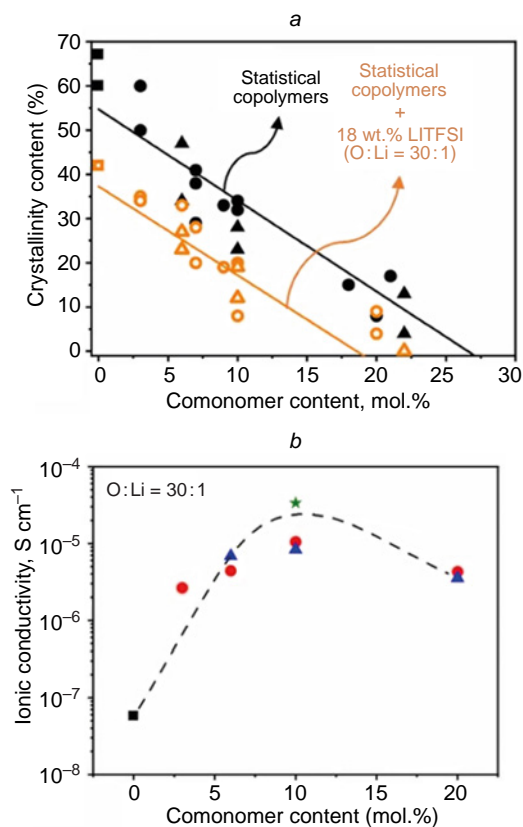 a
Crystallinity content (%)
70
60
50
40
30
20
10
0
Statistical
copolymers
Statistical
copolymers
+
18 wt.% LITFSI
(O:Li = 30:1)
0
5
10
15
20
25
30
Comonomer content, mol.%
b
Ionic conductivity, S cm⁻¹
10⁻⁴
10⁻⁵
10⁻⁶
10⁻⁷
10⁻⁸
O:Li = 30:1
0
5
10
15
20
Comonomer content (mol.%)